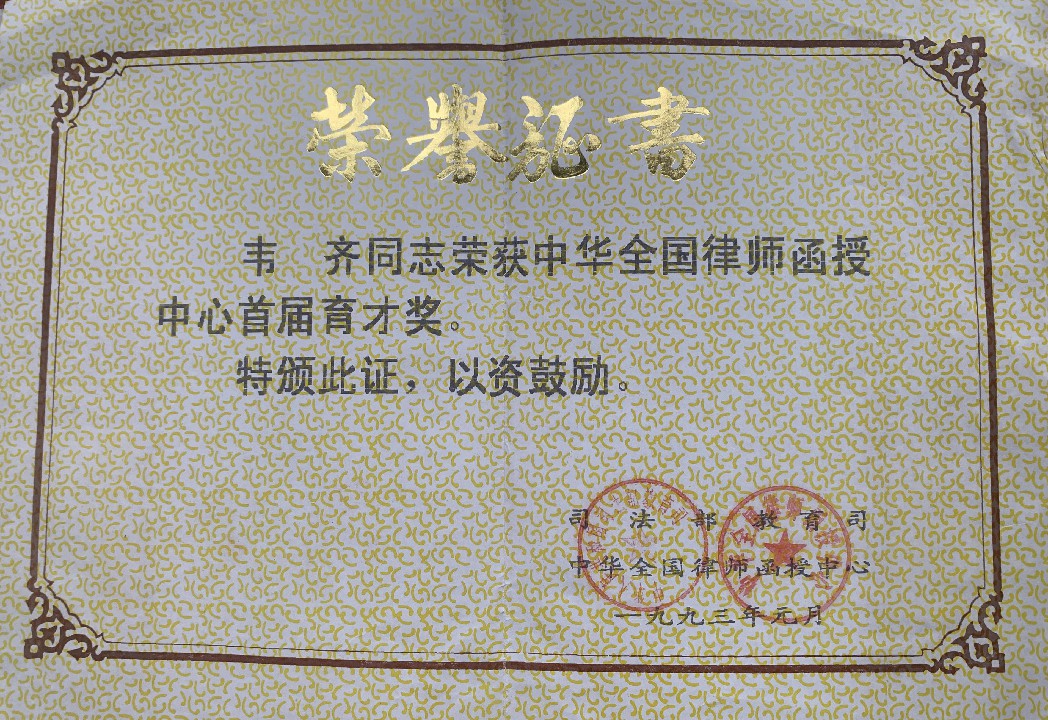 荣誉证书
韦 齐同志荣获中华全国律师函授
中心首届育才奖。
特颁此证，以资鼓励。
司法部教育司
中华全国律师函授中心
一九九三年元月